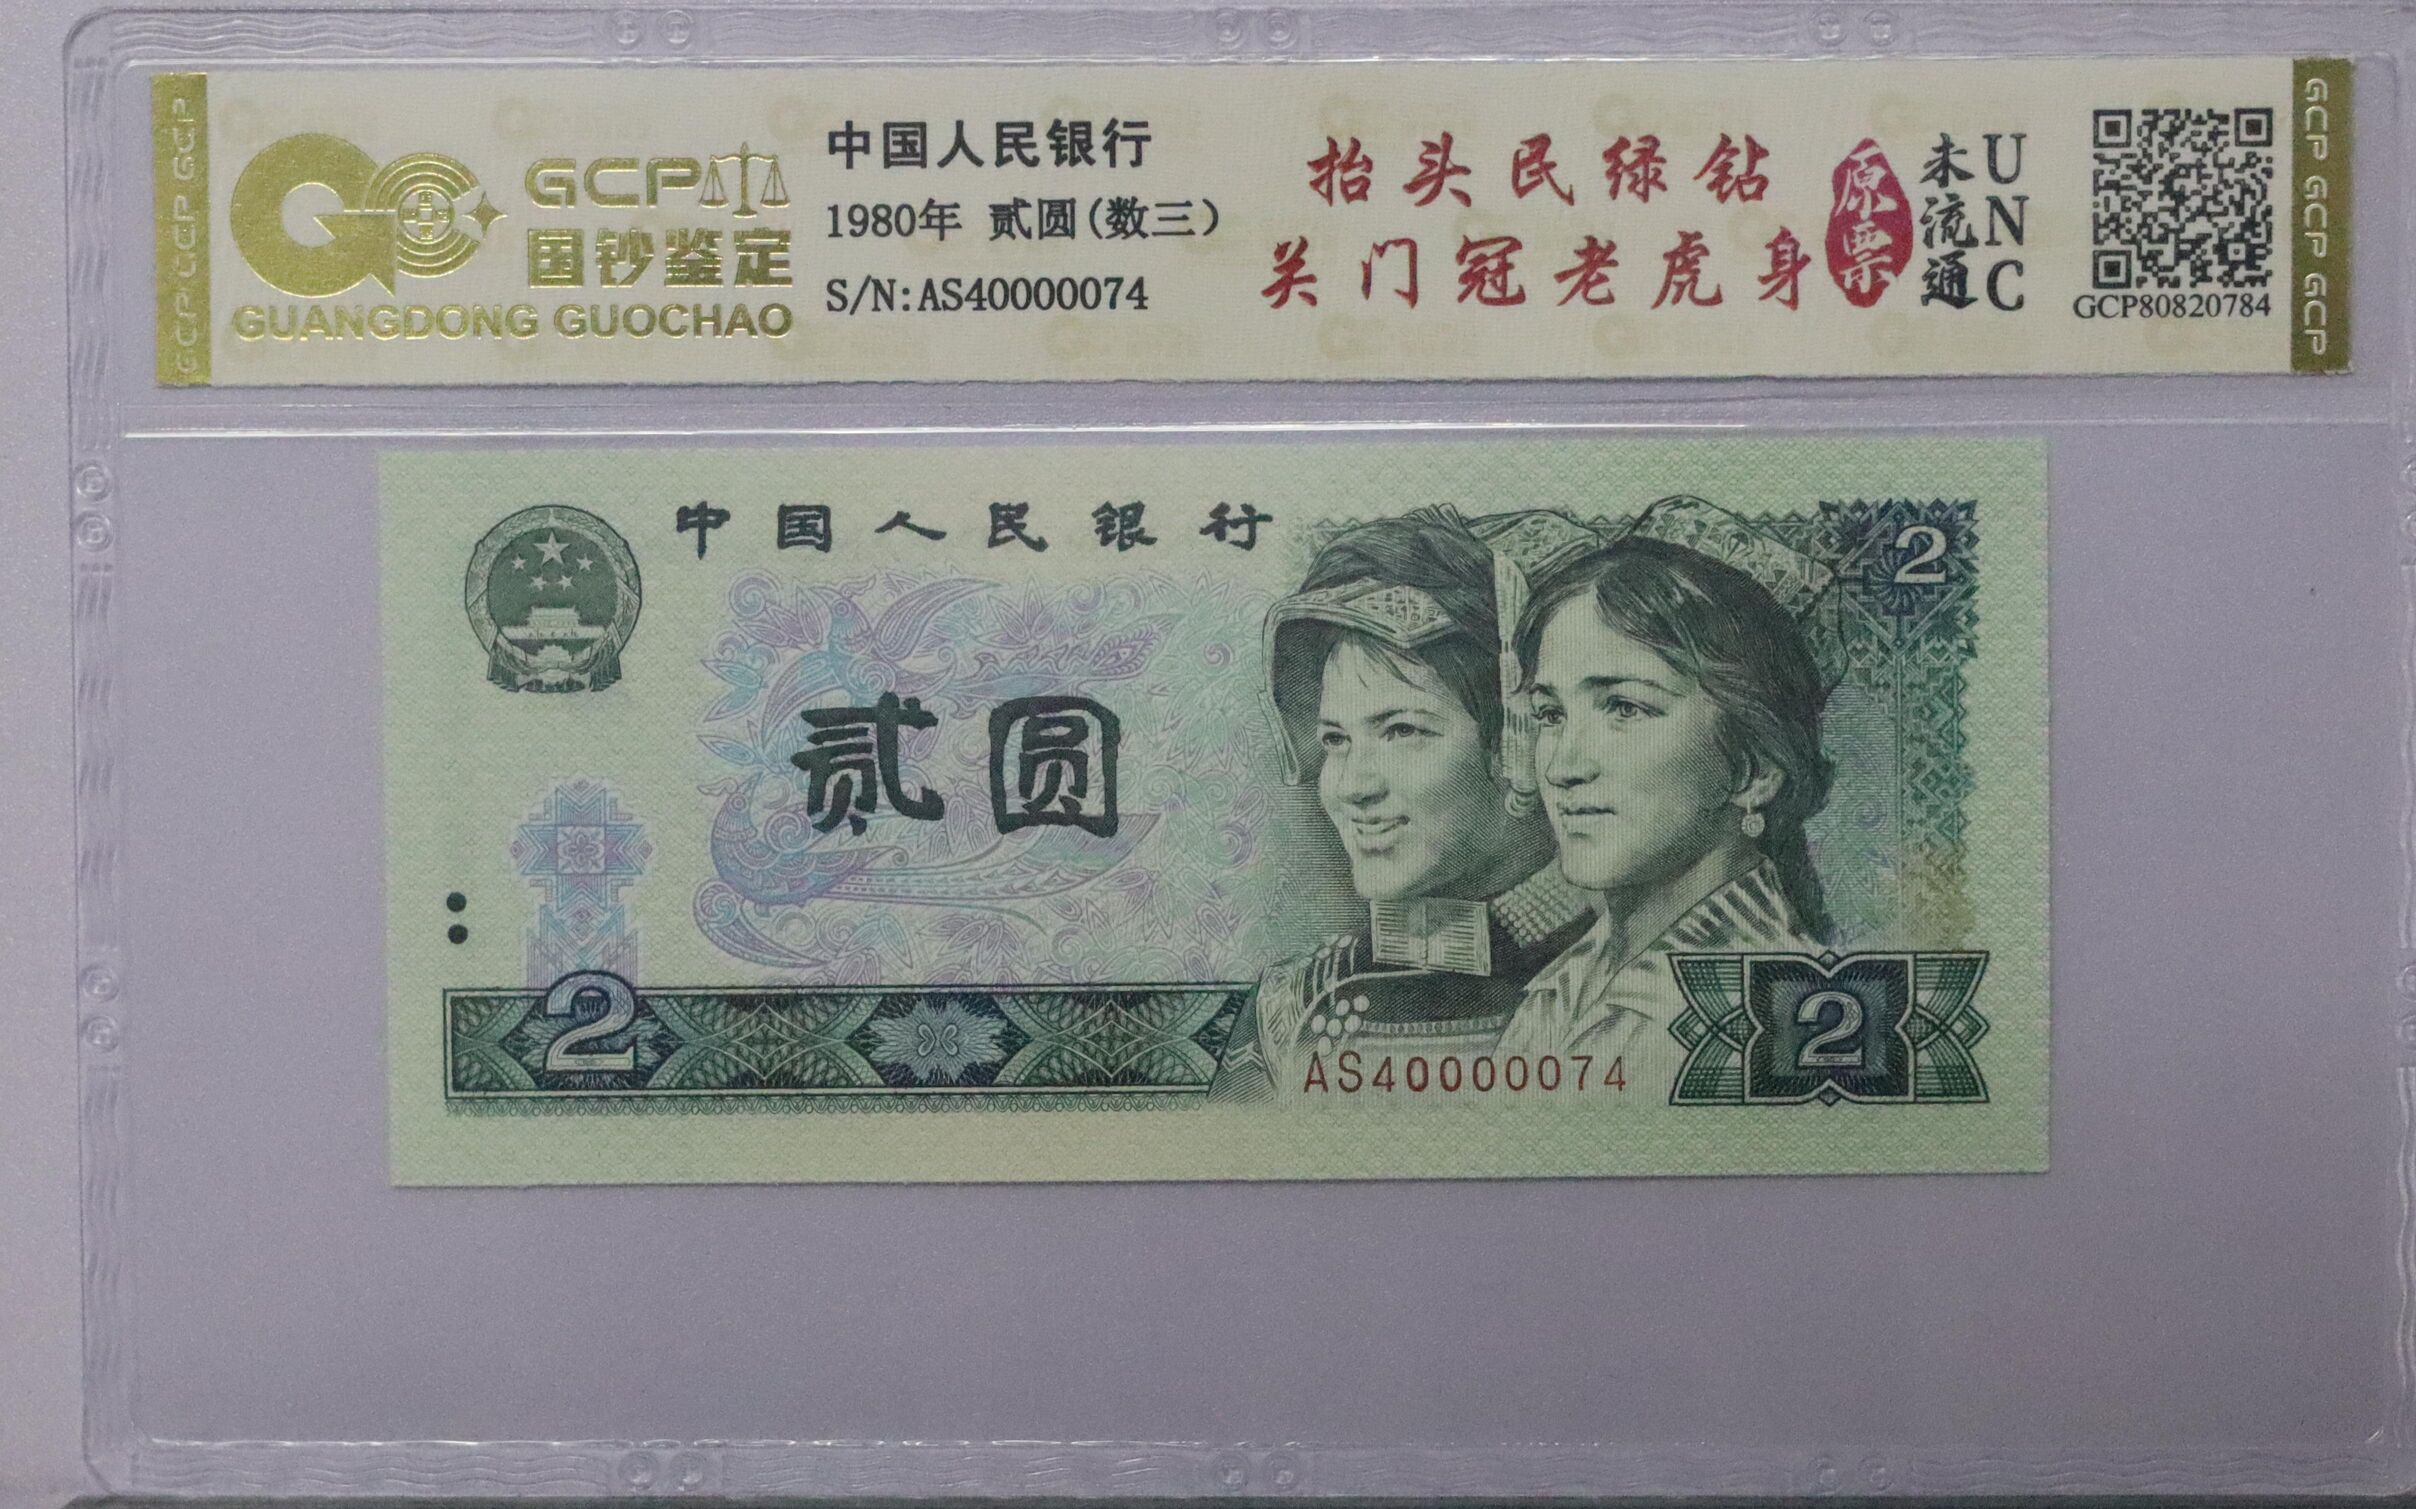 GCP GCP GCP
GCP
国钞鉴定
GUANGDONG GUOCHAO
中国人民银行
1980年 贰圆(数三)
S/N:AS40000074
抬头民绿钻
关门冠老虎身
原票
未流通
UNC
GCP80820784
GCP GCP GCP
中国人民银行
2
贰圆
2
AS40000074
2